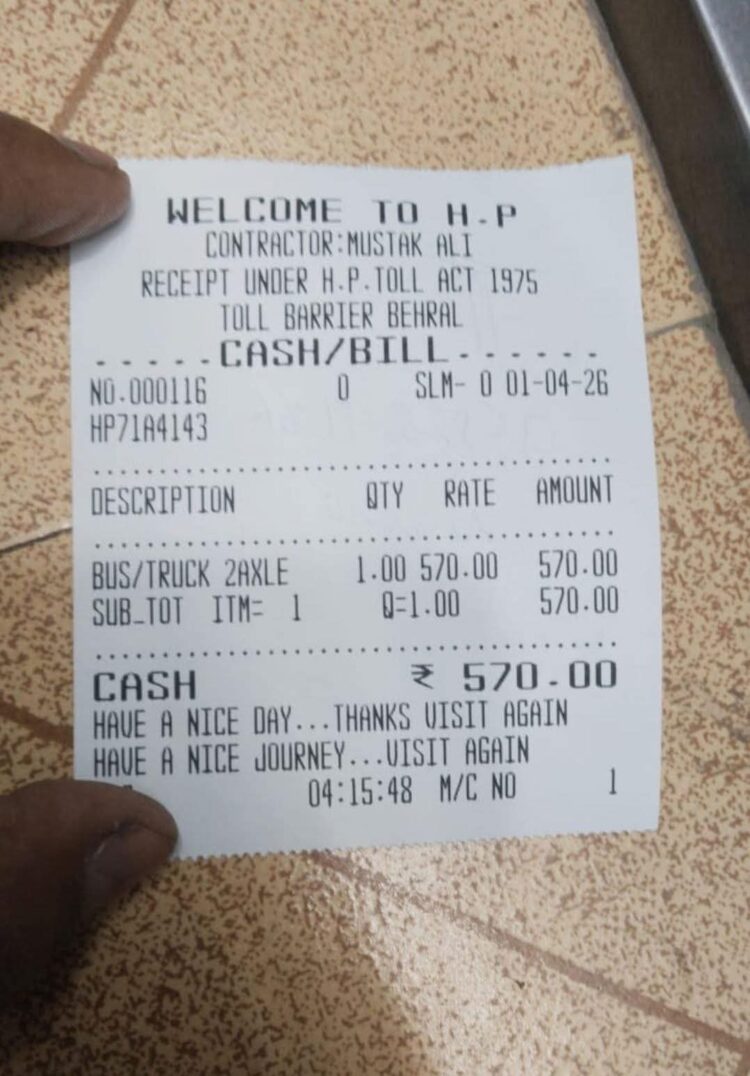 WELCOME TO H.P
CONTRACTOR:MUSTAK ALI
RECEIPT UNDER H.P.TOLL ACT 1975
TOLL BARRIER BEHRAL
.....CASH/BILL......
NO.000116 0 SLM- 0 01-04-26
HP71A4143
DESCRIPTION QTY RATE AMOUNT
BUS/TRUCK 2AXLE 1.00 570.00 570.00
SUB_TOT ITM= 1 Q=1.00 570.00
CASH ₹ 570.00
HAVE A NICE DAY...THANKS VISIT AGAIN
HAVE A NICE JOURNEY...VISIT AGAIN
04:15:48 M/C NO 1